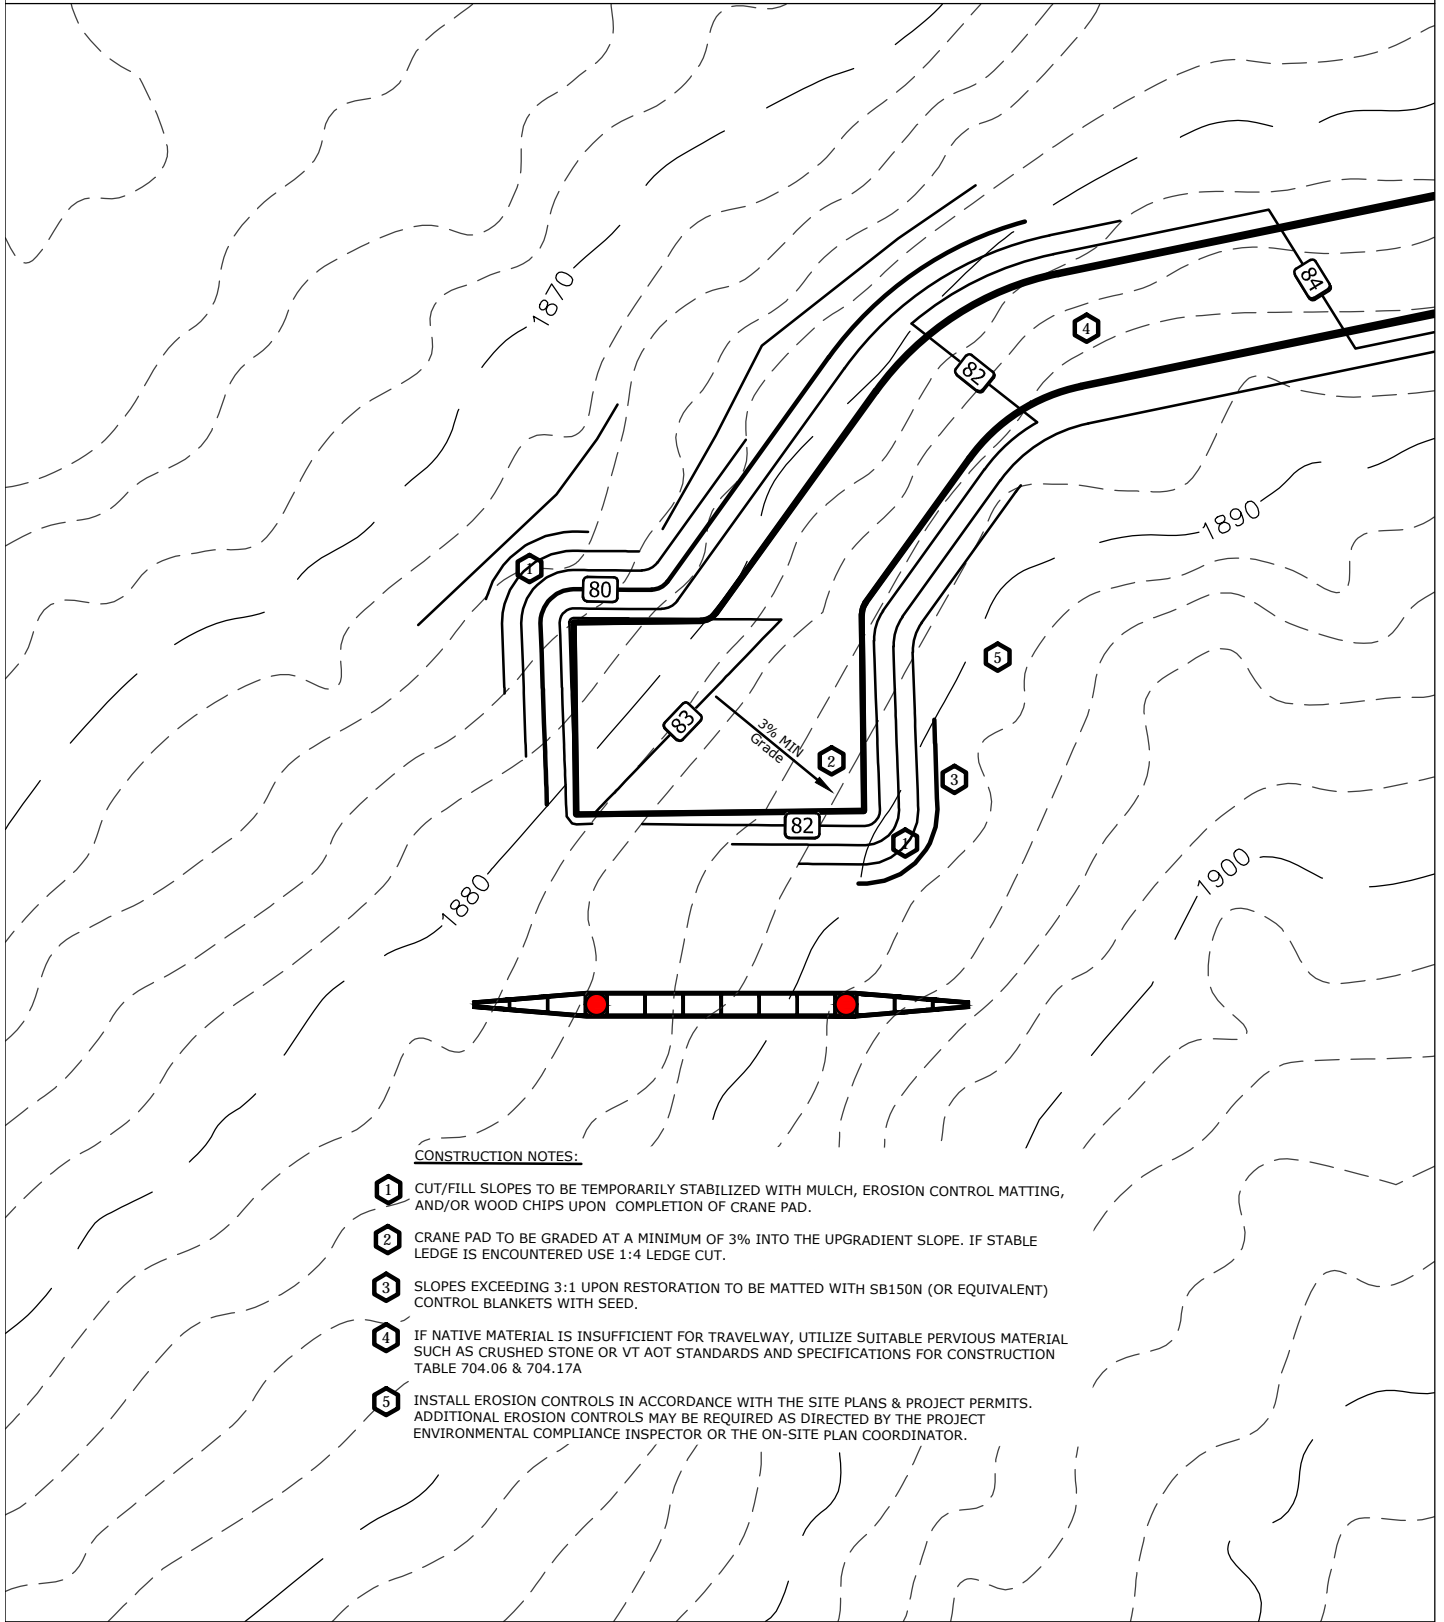 1870
84
4
82
1890
1
80
5
83
3% MIN
Grade
2
3
82
1
1880
1900
CONSTRUCTION NOTES:
1 CUT/FILL SLOPES TO BE TEMPORARILY STABILIZED WITH MULCH, EROSION CONTROL MATTING,
AND/OR WOOD CHIPS UPON COMPLETION OF CRANE PAD.
2 CRANE PAD TO BE GRADED AT A MINIMUM OF 3% INTO THE UPGRADIENT SLOPE. IF STABLE
LEDGE IS ENCOUNTERED USE 1:4 LEDGE CUT.
3 SLOPES EXCEEDING 3:1 UPON RESTORATION TO BE MATTED WITH SB150N (OR EQUIVALENT)
CONTROL BLANKETS WITH SEED.
4 IF NATIVE MATERIAL IS INSUFFICIENT FOR TRAVELWAY, UTILIZE SUITABLE PERVIOUS MATERIAL
SUCH AS CRUSHED STONE OR VT AOT STANDARDS AND SPECIFICATIONS FOR CONSTRUCTION
TABLE 704.06 & 704.17A
5 INSTALL EROSION CONTROLS IN ACCORDANCE WITH THE SITE PLANS & PROJECT PERMITS.
ADDITIONAL EROSION CONTROLS MAY BE REQUIRED AS DIRECTED BY THE PROJECT
ENVIRONMENTAL COMPLIANCE INSPECTOR OR THE ON-SITE PLAN COORDINATOR.